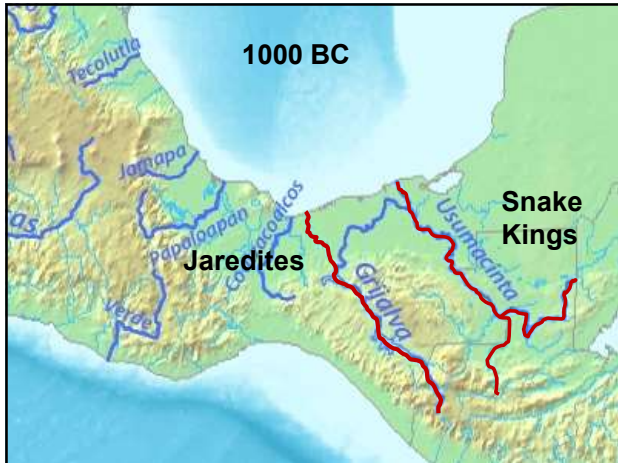 1000 BC
Tecolutla
Jamapa
Papaloapan
Coatzacoalcos
Verde
Jaredites
Grijalva
Usumacinta
Snake
Kings